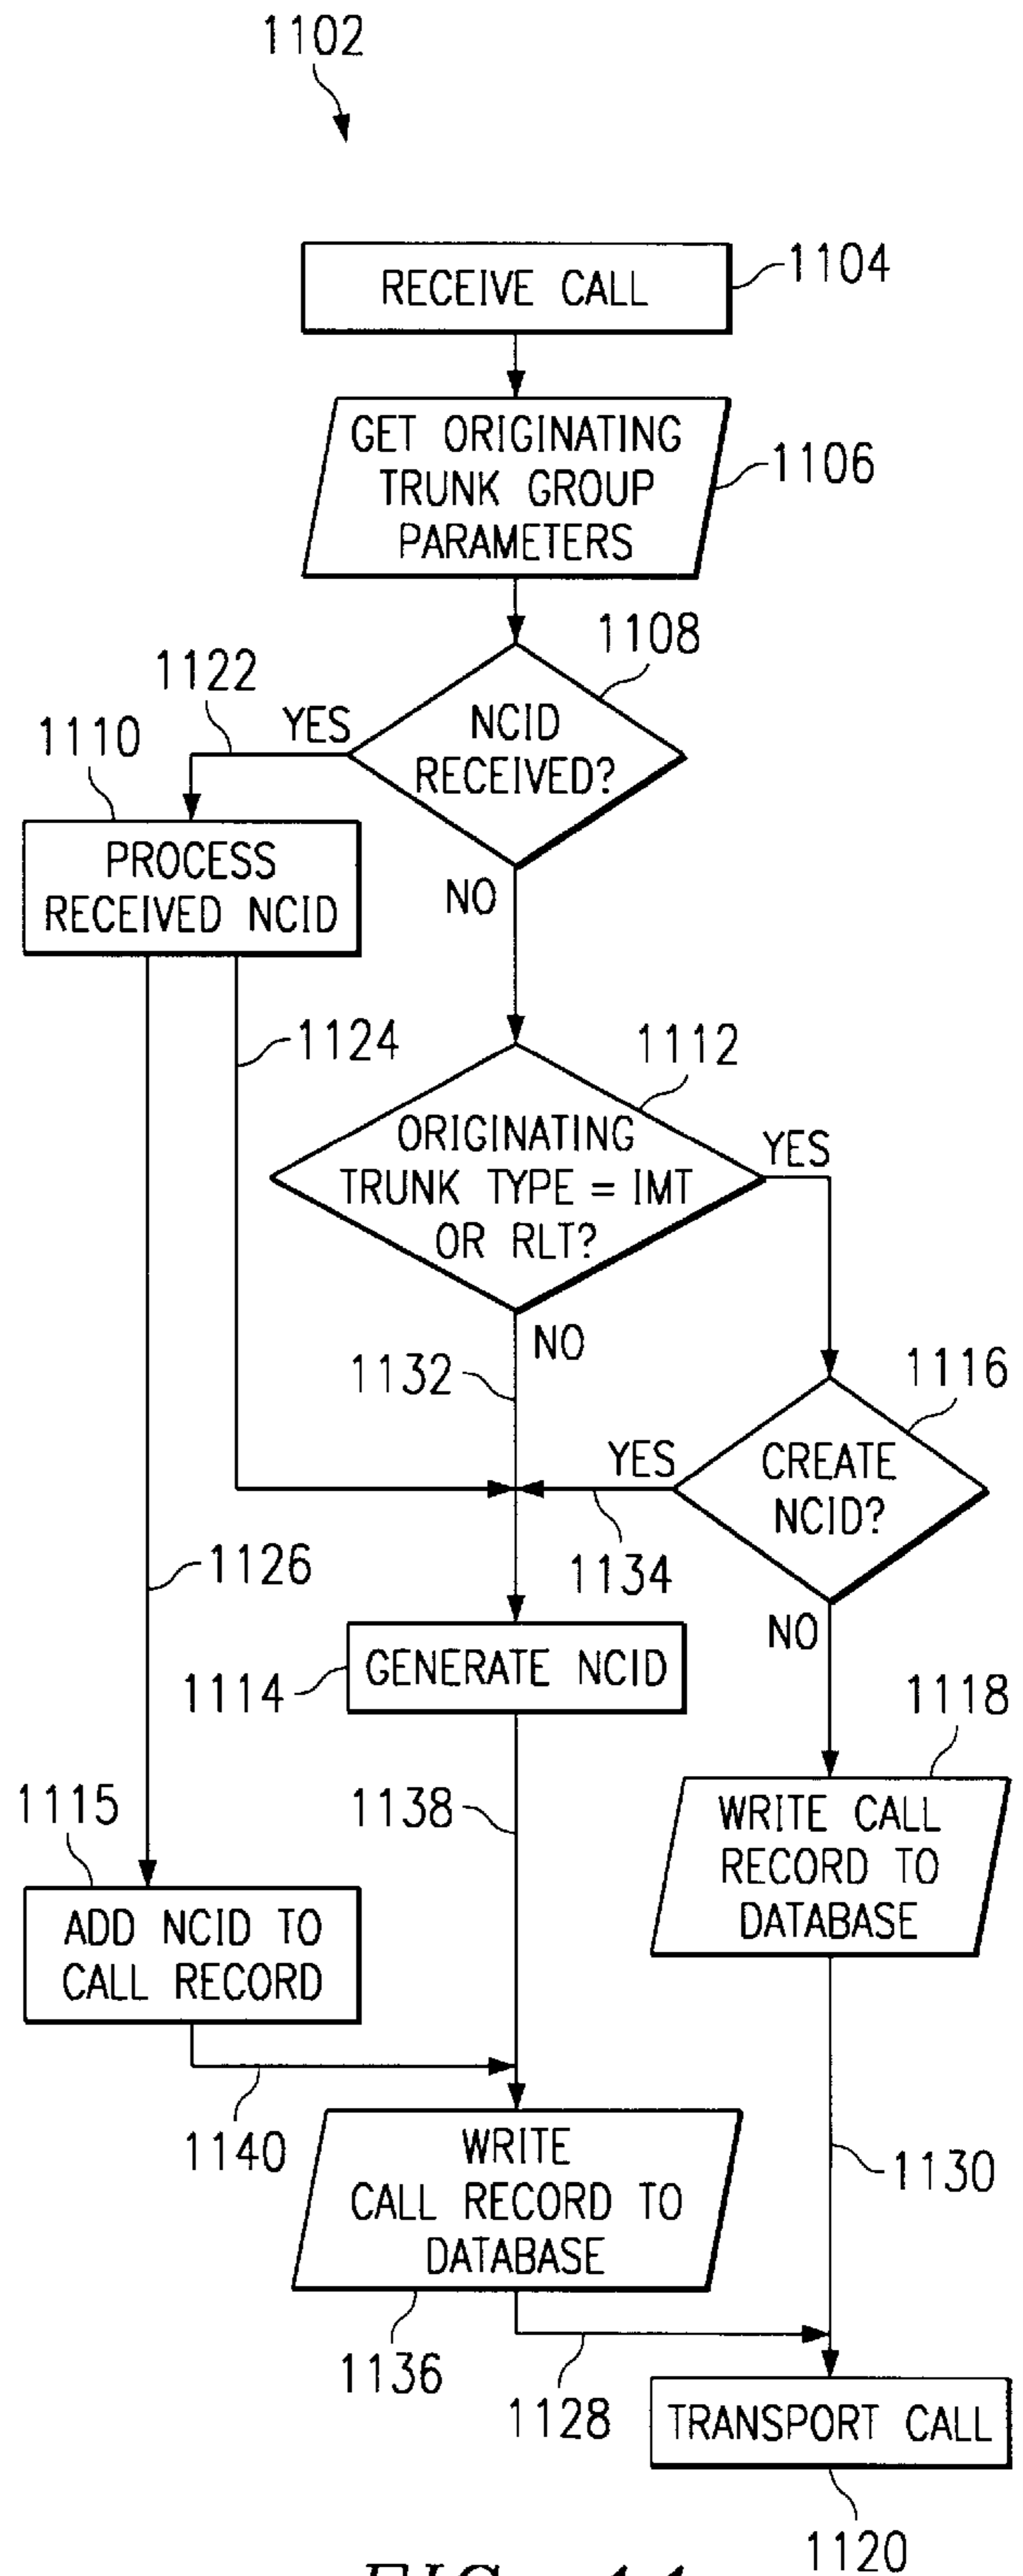 1102
RECEIVE CALL
1104
GET ORIGINATING
TRUNK GROUP
PARAMETERS
1106
1108
1122
YES
NCID
RECEIVED?
1110
PROCESS
RECEIVED NCID
NO
1124
1112
ORIGINATING
TRUNK TYPE = IMT
OR RLT?
YES
NO
1132
1116
CREATE
NCID?
YES
1134
1126
NO
GENERATE NCID
1114
1118
WRITE CALL
RECORD TO
DATABASE
1115
1138
ADD NCID TO
CALL RECORD
1140
WRITE
CALL RECORD TO
DATABASE
1130
1136
1128
TRANSPORT CALL
1120